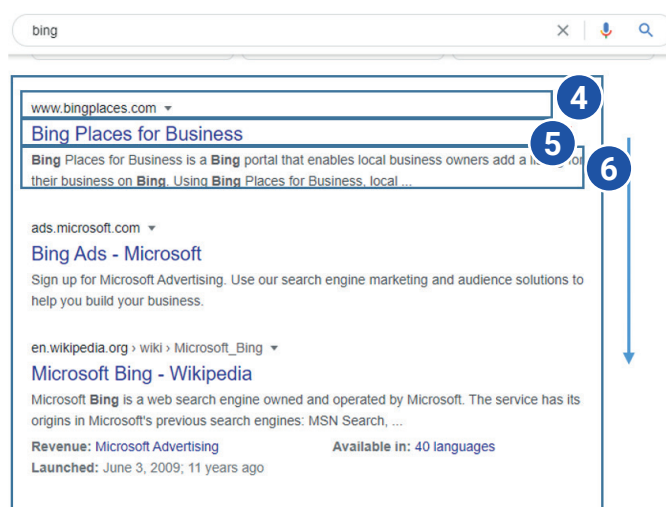 bing
www.bingplaces.com
4
Bing Places for Business
5
Bing Places for Business is a Bing portal that enables local business owners add a for
6
their business on Bing. Using Bing Places for Business, local ...
ads.microsoft.com
Bing Ads - Microsoft
Sign up for Microsoft Advertising. Use our search engine marketing and audience solutions to
help you build your business.
en.wikipedia.org › wiki › Microsoft_Bing
Microsoft Bing - Wikipedia
Microsoft Bing is a web search engine owned and operated by Microsoft. The service has its
origins in Microsoft's previous search engines: MSN Search, ...
Revenue: Microsoft Advertising Available in: 40 languages
Launched: June 3, 2009; 11 years ago